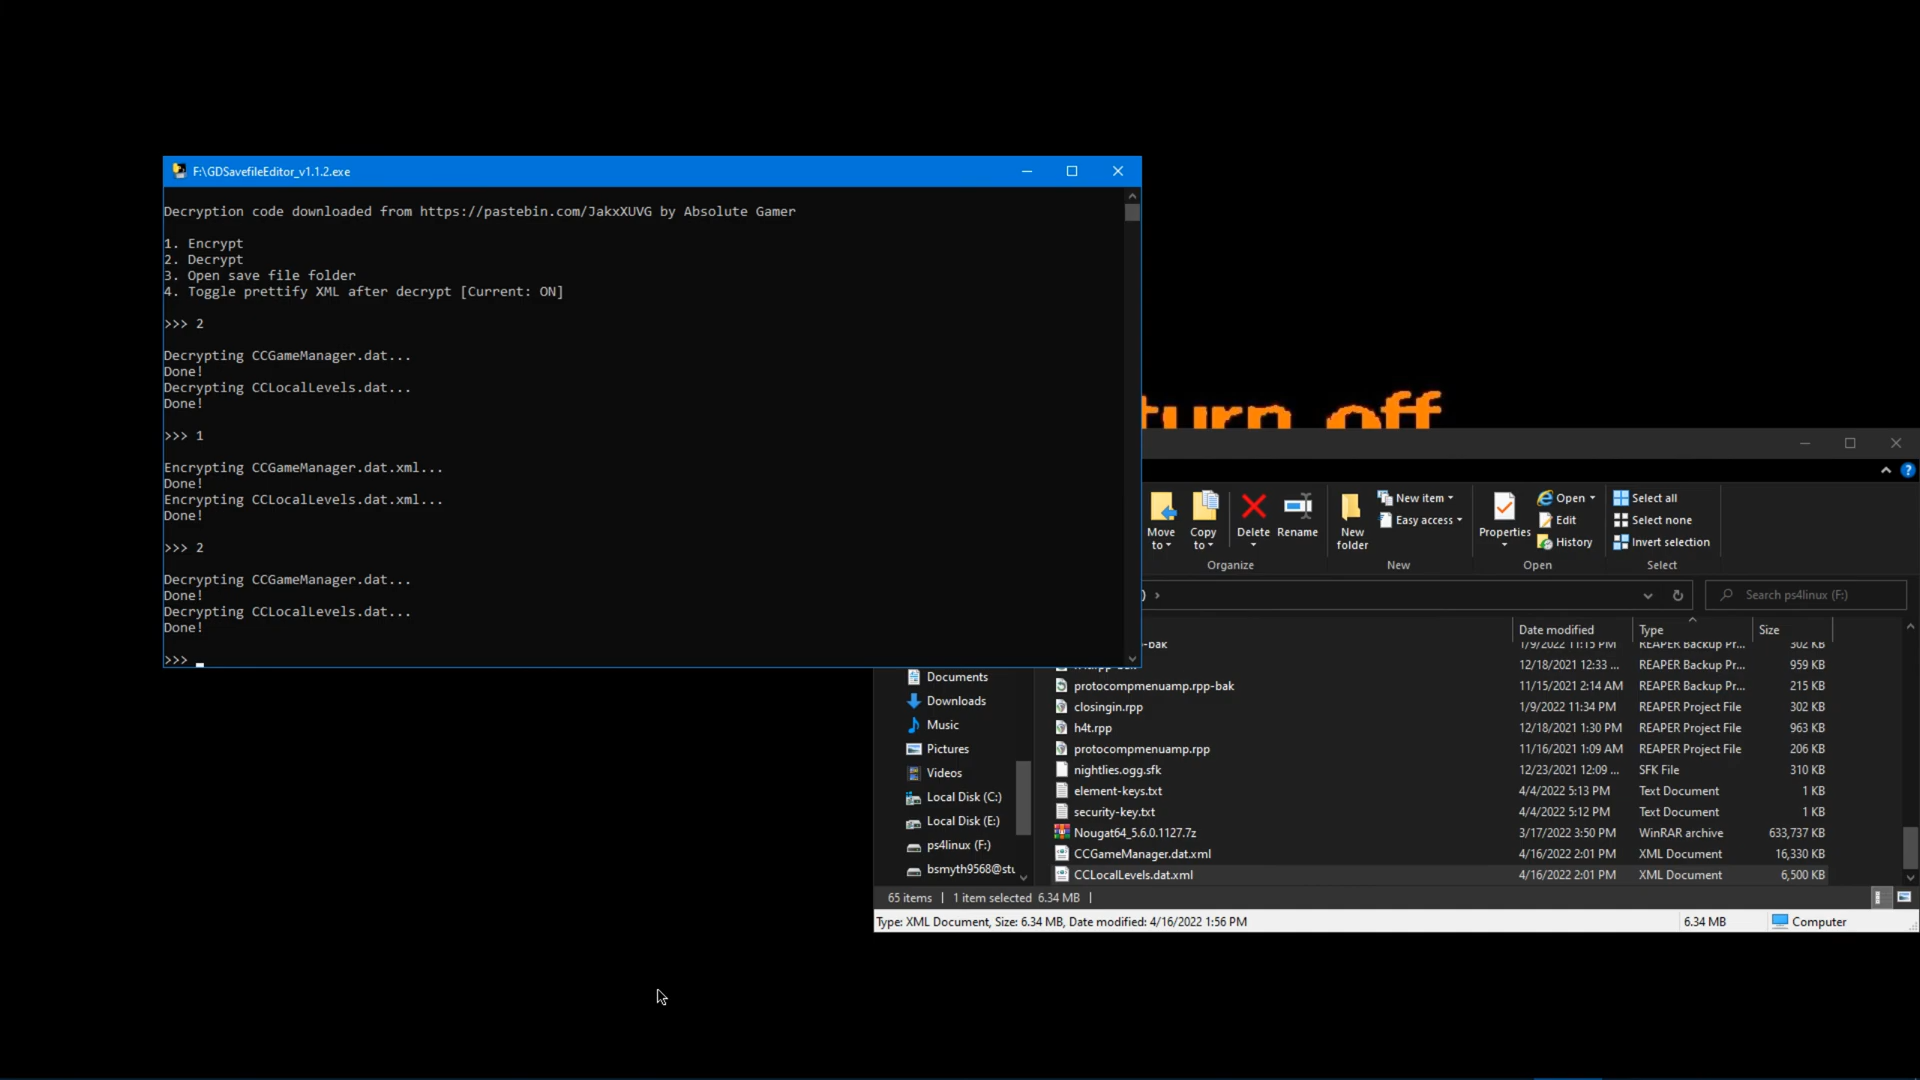 F:\GDSavefileEditor_v1.1.2.exe
Decryption code downloaded from https://pastebin.com/JakxXUVG by Absolute Gamer
1. Encrypt
2. Decrypt
3. Open save file folder
4. Toggle prettify XML after decrypt [Current: ON]
>>> 2
Decrypting CCGameManager.dat...
Done!
Decrypting CCLocalLevels.dat...
Done!
>>> 1
Encrypting CCGameManager.dat.xml...
Done!
Encrypting CCLocalLevels.dat.xml...
Done!
>>> 2
Decrypting CCGameManager.dat...
Done!
Decrypting CCLocalLevels.dat...
Done!
>>>
turn off
Move to
Copy to
Delete
Rename
Organize
New folder
New item
Easy access
New
Properties
Open
Edit
History
Open
Select all
Select none
Invert selection
Select
Search ps4linux (F:)
Date modified Type Size
-bak 1/9/2022 11:15 PM REAPER Backup Pr... 302 KB
12/18/2021 12:33 ... REAPER Backup Pr... 959 KB
protocompmenuamp.rpp-bak 11/15/2021 2:14 AM REAPER Backup Pr... 215 KB
closingin.rpp 1/9/2022 11:34 PM REAPER Project File 302 KB
h4t.rpp 12/18/2021 1:30 PM REAPER Project File 963 KB
protocompmenuamp.rpp 11/16/2021 1:09 AM REAPER Project File 206 KB
nightlies.ogg.sfk 12/23/2021 12:09 ... SFK File 310 KB
element-keys.txt 4/4/2022 5:13 PM Text Document 1 KB
security-key.txt 4/4/2022 5:12 PM Text Document 1 KB
Nougat64_5.6.0.1127.7z 3/17/2022 3:50 PM WinRAR archive 633,737 KB
CCGameManager.dat.xml 4/16/2022 2:01 PM XML Document 16,330 KB
CCLocalLevels.dat.xml 4/16/2022 2:01 PM XML Document 6,500 KB
Documents
Downloads
Music
Pictures
Videos
Local Disk (C:)
Local Disk (E:)
ps4linux (F:)
bsmyth9568@stu
65 items 1 item selected 6.34 MB
Type: XML Document, Size: 6.34 MB, Date modified: 4/16/2022 1:56 PM 6.34 MB Computer